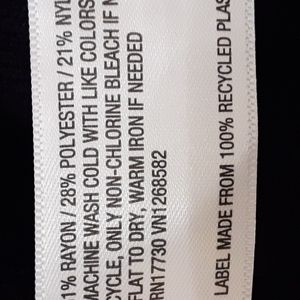 51% RAYON / 28% POLYESTER / 21% NYL
MACHINE WASH COLD WITH LIKE COLORS
CYCLE, ONLY NON-CHLORINE BLEACH IF N
FLAT TO DRY, WARM IRON IF NEEDED
RN17730 VN1268582
LABEL MADE FROM 100% RECYCLED PLAS